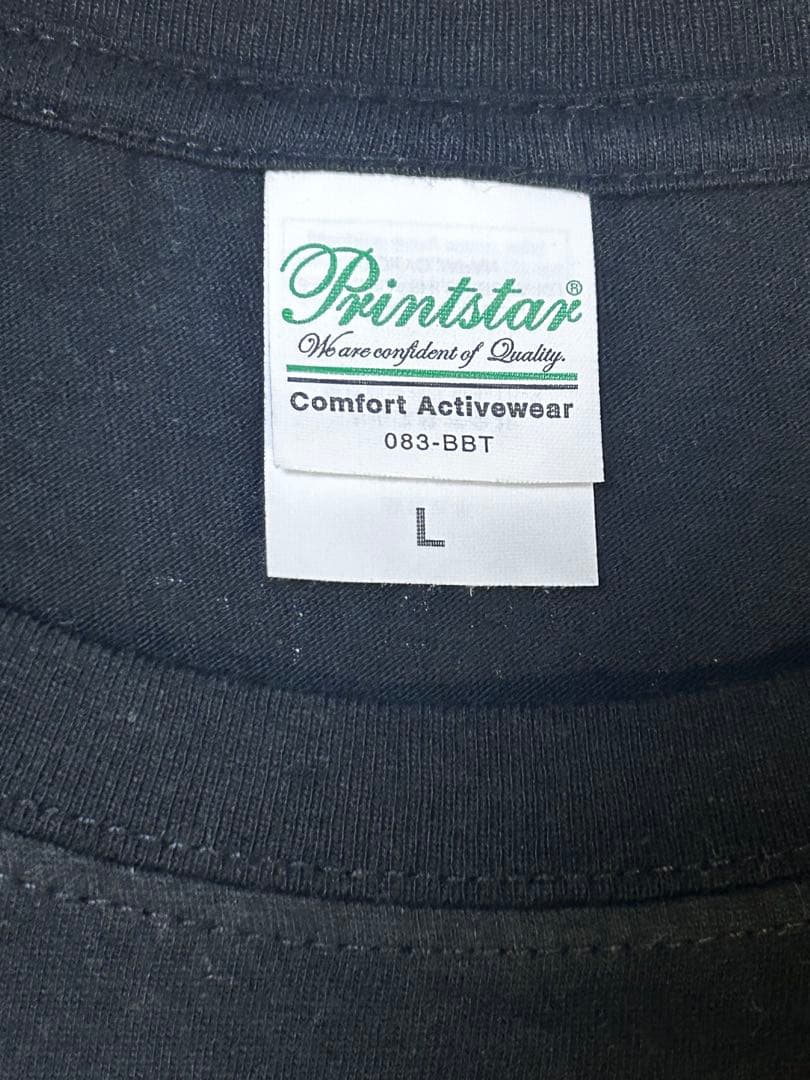 Printstar®
We are confident of Quality.
Comfort Activewear
083-BBT
L